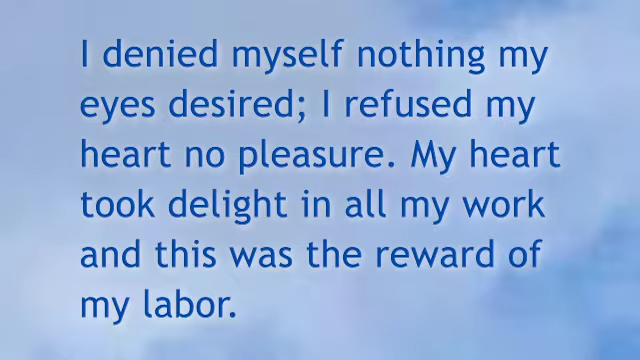 I denied myself nothing my
eyes desired; I refused my
heart no pleasure. My heart
took delight in all my work
and this was the reward of
my labor.